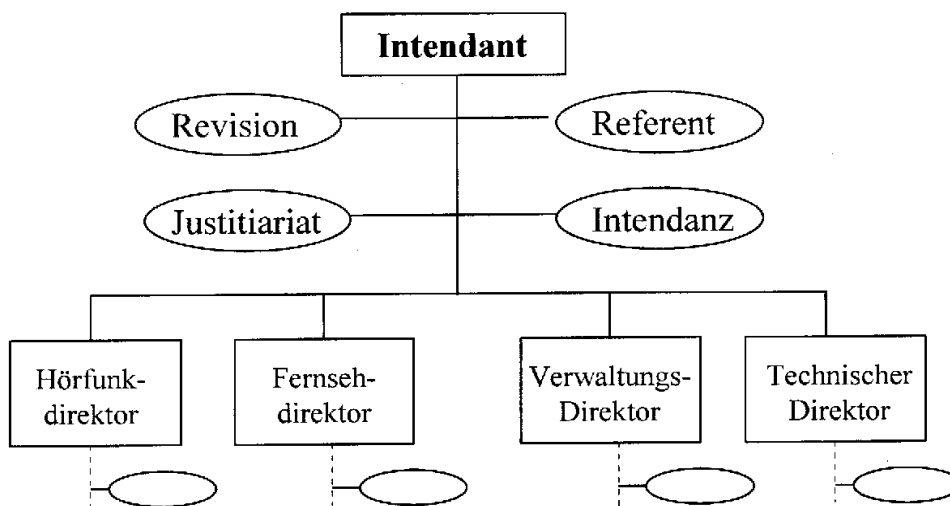 Intendant
Revision
Referent
Justitiariat
Intendanz
Hörfunk-
direktor
Fernseh-
direktor
Verwaltungs-
Direktor
Technischer
Direktor